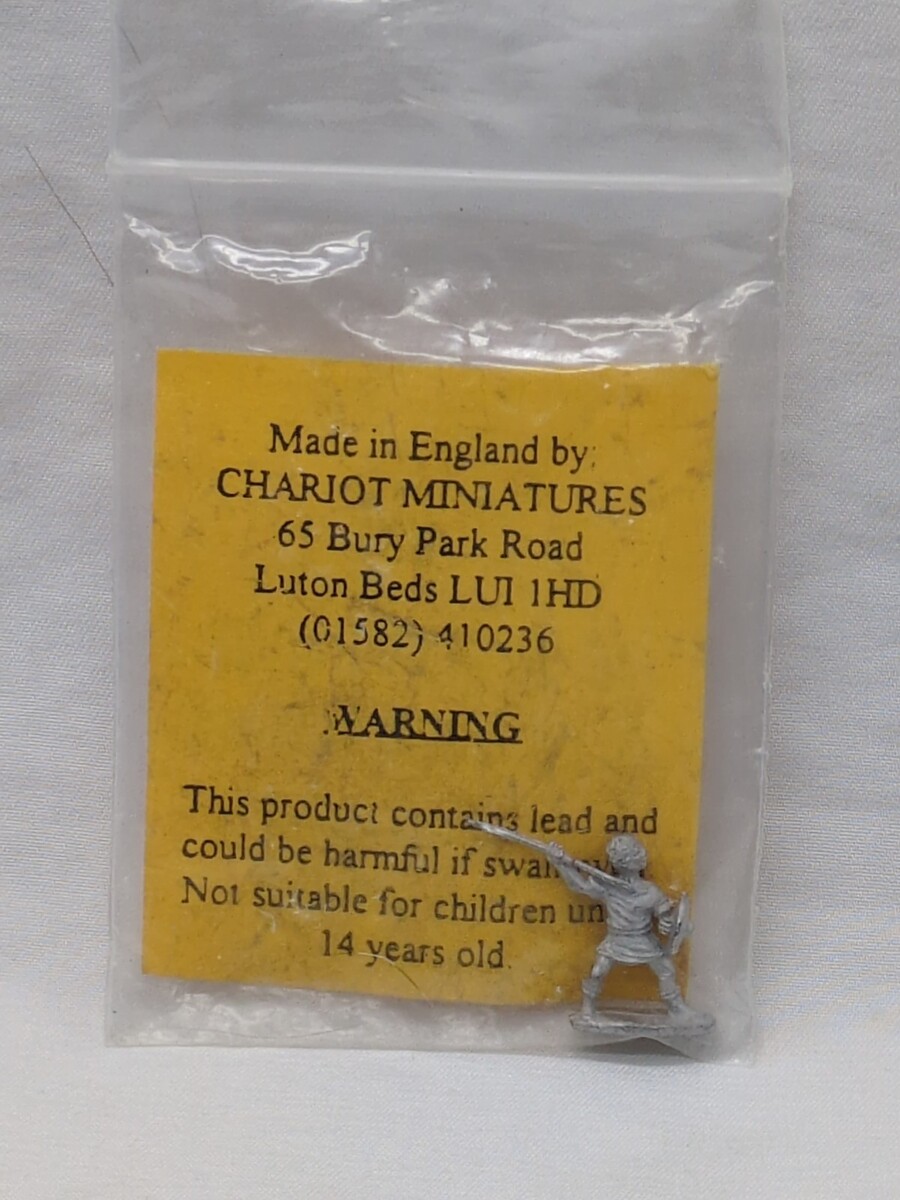 Made in England by:
CHARIOT MINIATURES
65 Bury Park Road
Luton Beds LU1 1HD
(01582) 410236
WARNING
This product contains lead and
could be harmful if
Not suitable for children
14 years old.